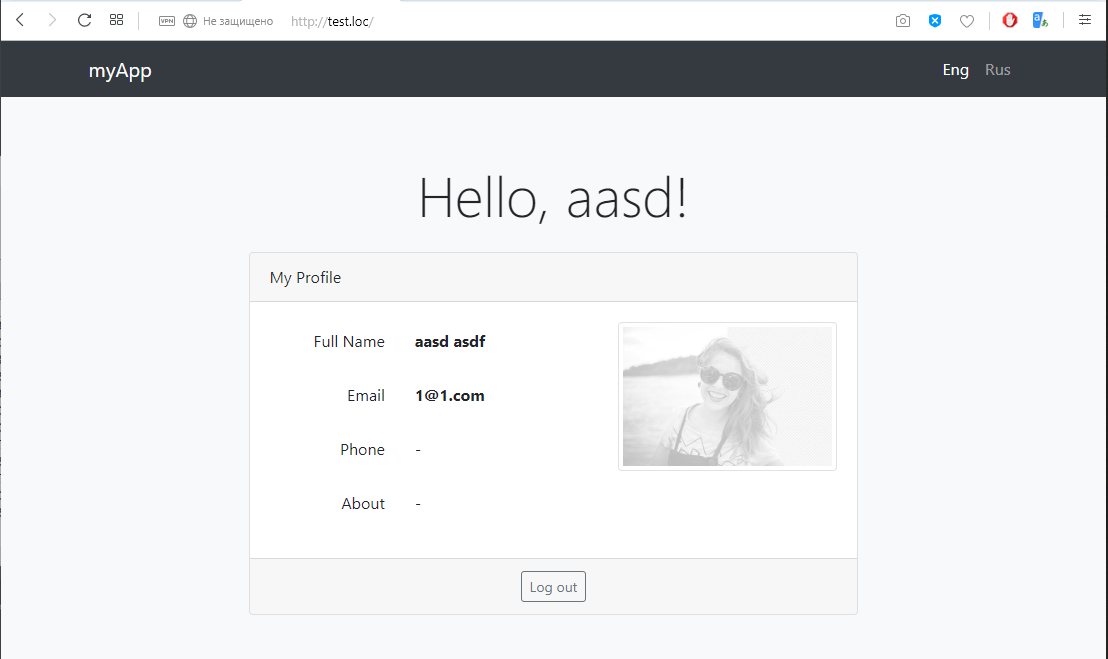 VPN Не защищено http://test.loc/
myApp Eng Rus
Hello, aasd!
My Profile
Full Name aasd asdf
Email 1@1.com
Phone -
About -
Log out